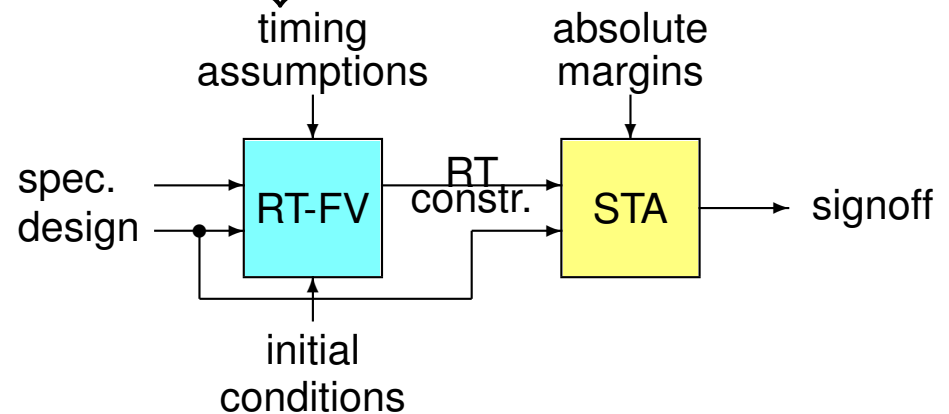 timing
assumptions
absolute
margins
spec.
design
RT-FV
RT
constr.
STA
signoff
initial
conditions